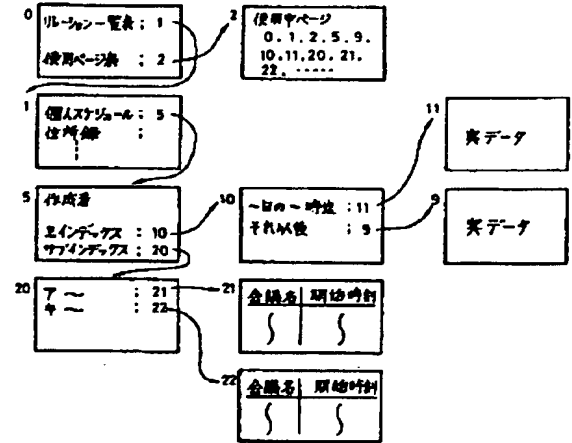 0
リレーション一覧表 ; 1
使用ページ表 ; 2
2
使用中ページ
0. 1. 2. 5. 9.
10. 11. 20. 21.
22. ‥‥‥
1
個人スケジュール ; 5
住所録 ;
11
実データ
5
作成者
主インデックス : 10
サブインデックス : 20
10
〜日の〜時迄 ; 11
それ以後 ; 9
9
実データ
20
ア 〜 : 21
キ 〜 : 22
21
会議名 開始時刻
22
会議名 開始時刻